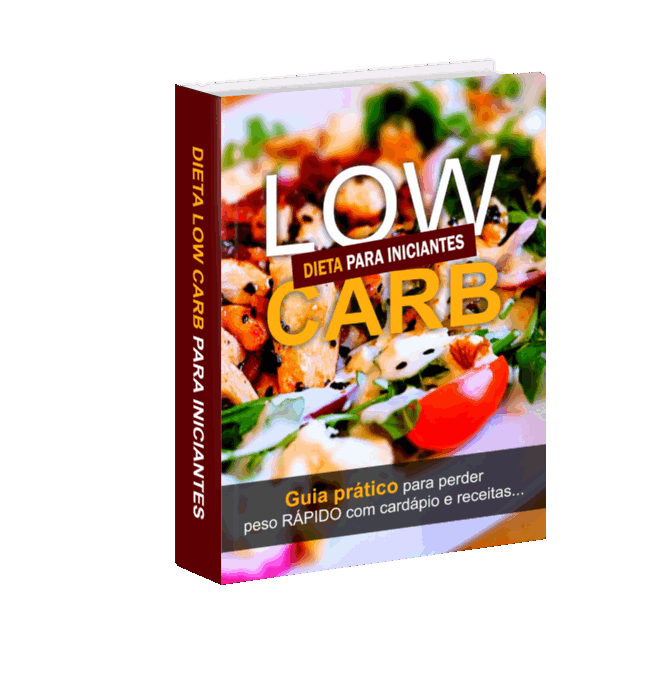 DIETA LOW CARB PARA INICIANTES
LOW
DIETA PARA INICIANTES
CARB
Guia prático para perder
peso RÁPIDO com cardápio e receitas...